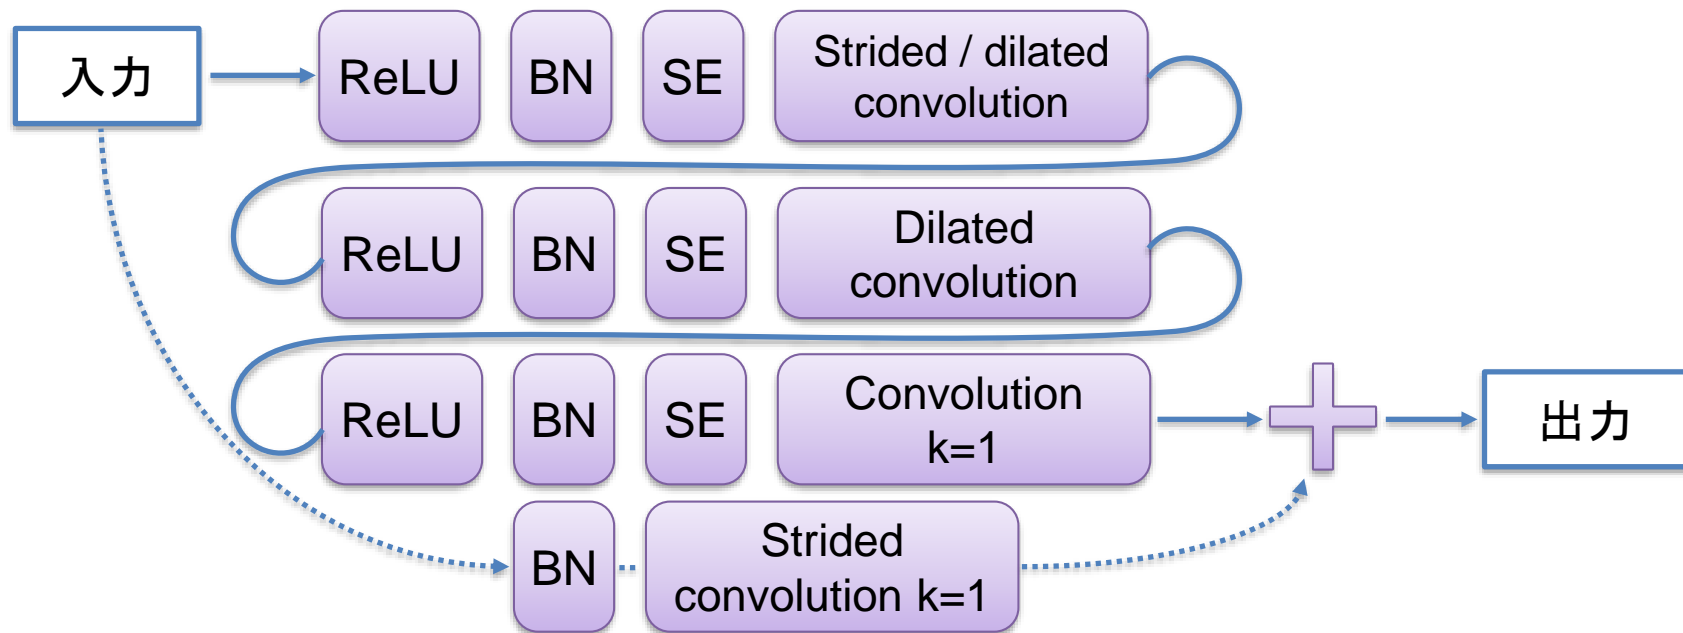 入力
ReLU
BN
SE
Strided / dilated
convolution
ReLU
BN
SE
Dilated
convolution
ReLU
BN
SE
Convolution
k=1
出力
BN
Strided
convolution k=1